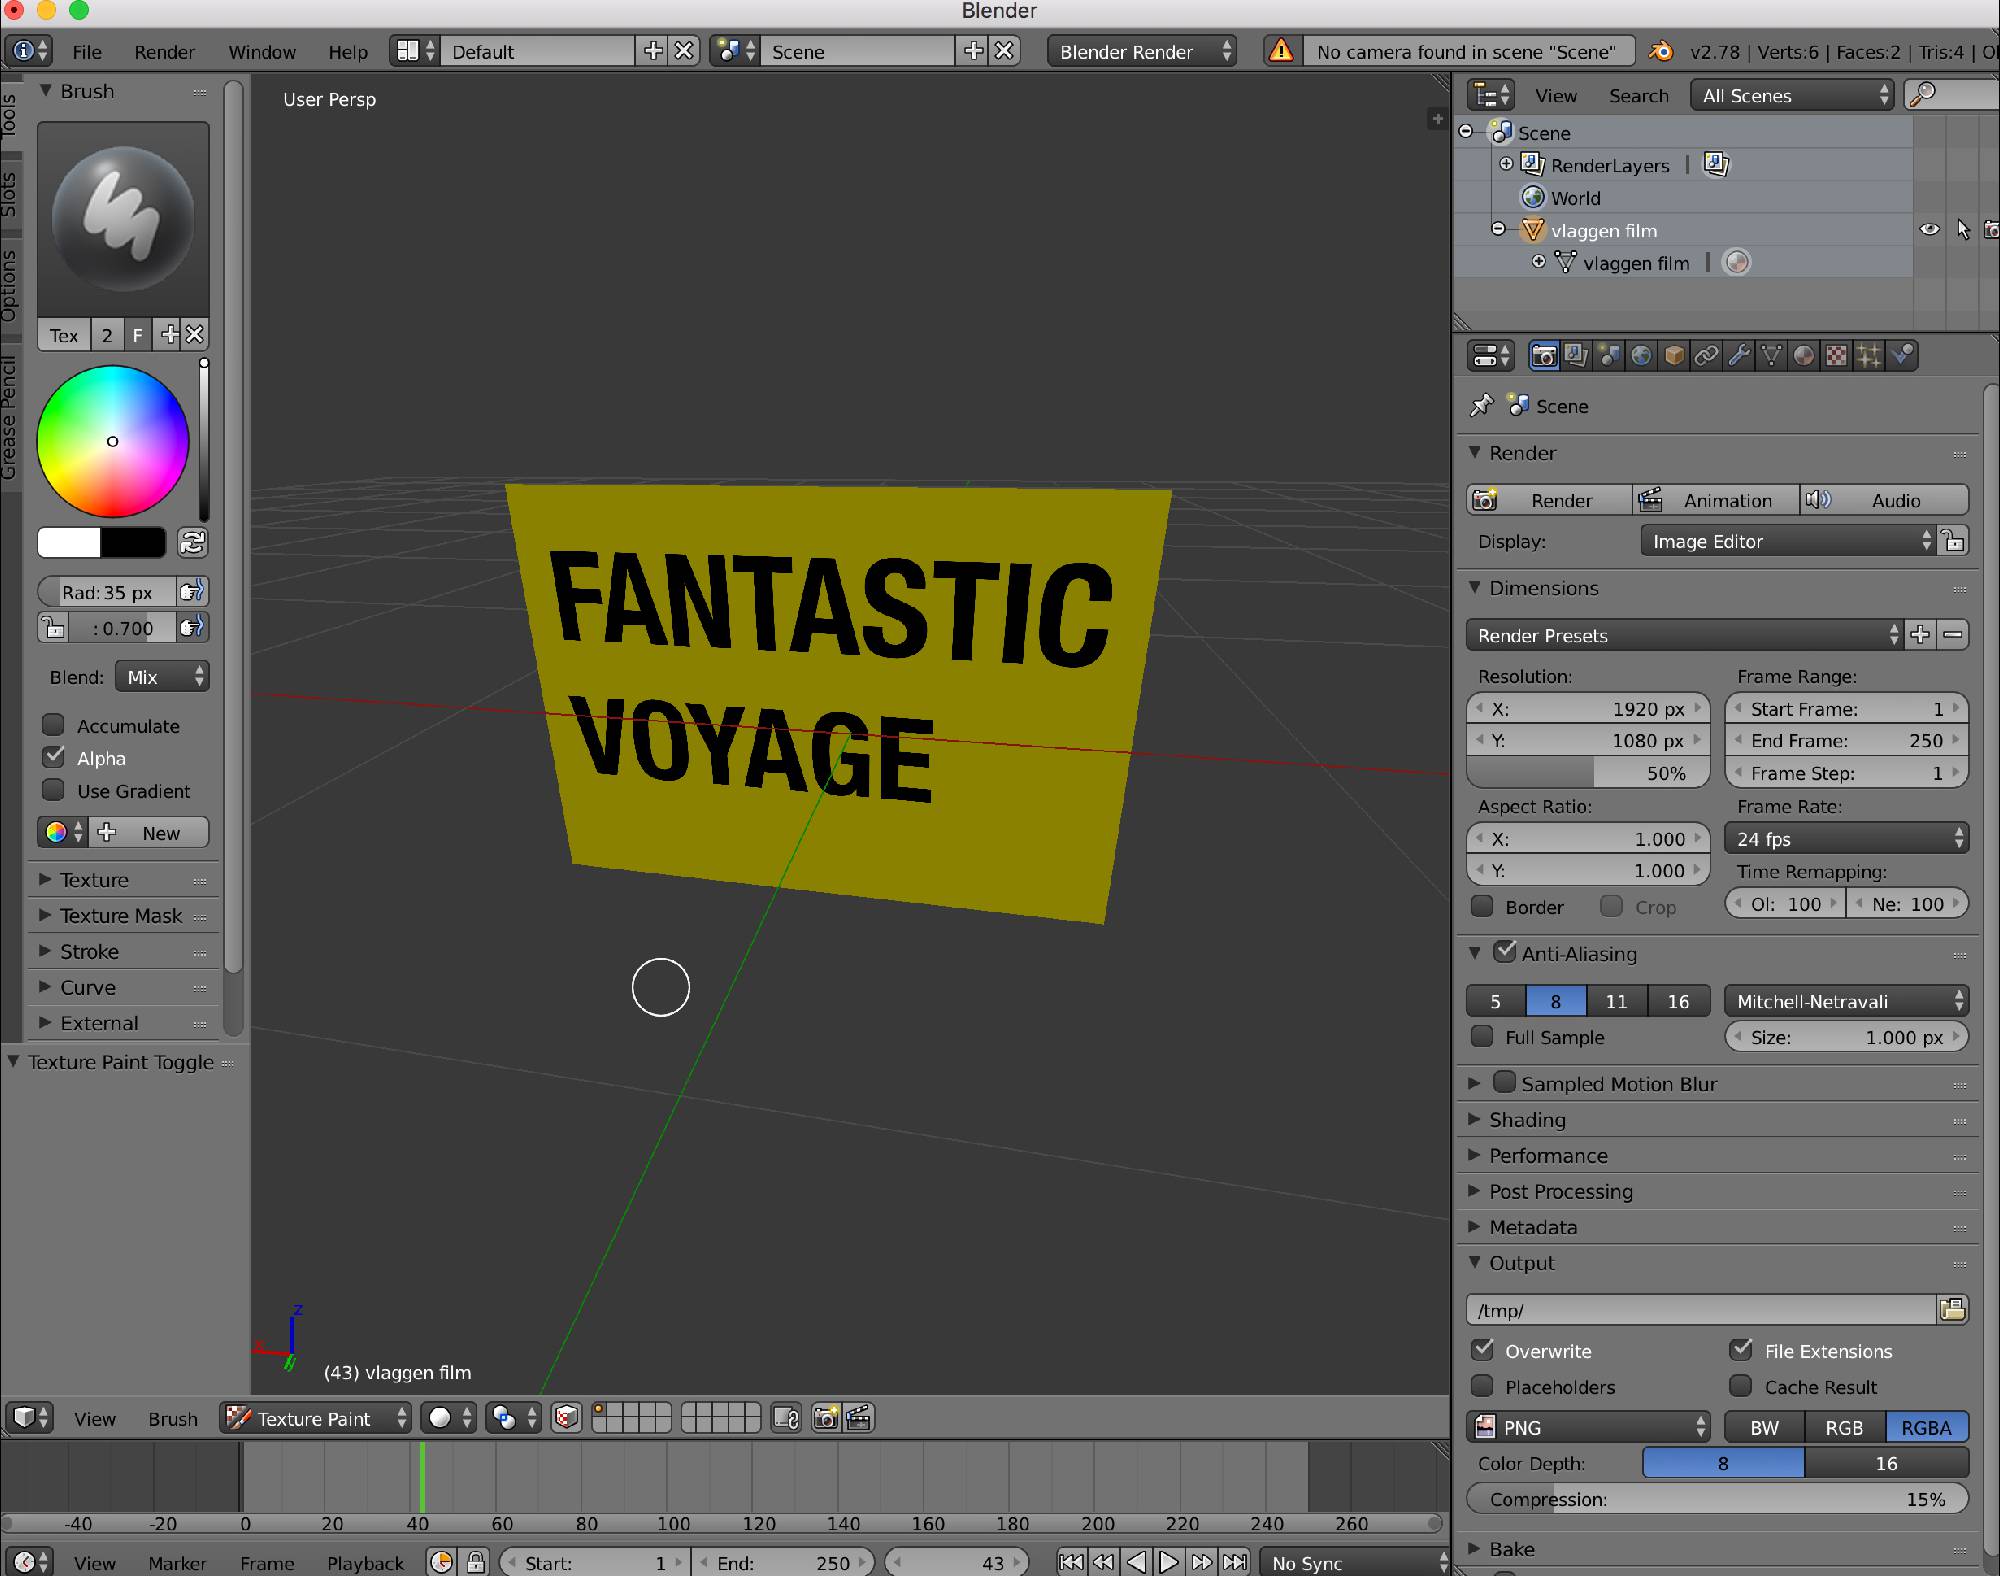 Blender
File Render Window Help Default Scene Blender Render No camera found in scene "Scene" v2.78 | Verts:6 | Faces:2 | Tris:4 |
Tools
Slots
Options
Grease Pencil
Brush
Tex 2 F
Rad: 35 px
: 0.700
Blend: Mix
Accumulate
Alpha
Use Gradient
New
Texture
Texture Mask
Stroke
Curve
External
Texture Paint Toggle
User Persp
FANTASTIC
VOYAGE
z
x
y
(43) vlaggen film
View Brush Texture Paint
-40 -20 0 20 40 60 80 100 120 140 160 180 200 220 240 260
View Marker Frame Playback Start: 1 End: 250 43 No Sync
View Search All Scenes
Scene
RenderLayers |
World
vlaggen film
vlaggen film |
Scene
Render
Render Animation Audio
Display: Image Editor
Dimensions
Render Presets
Resolution: Frame Range:
X: 1920 px Start Frame: 1
Y: 1080 px End Frame: 250
50% Frame Step: 1
Aspect Ratio: Frame Rate:
X: 1.000 24 fps
Y: 1.000 Time Remapping:
Border Crop Ol: 100 Ne: 100
Anti-Aliasing
5 8 11 16 Mitchell-Netravali
Full Sample Size: 1.000 px
Sampled Motion Blur
Shading
Performance
Post Processing
Metadata
Output
/tmp/
Overwrite File Extensions
Placeholders Cache Result
PNG BW RGB RGBA
Color Depth: 8 16
Compression: 15%
Bake